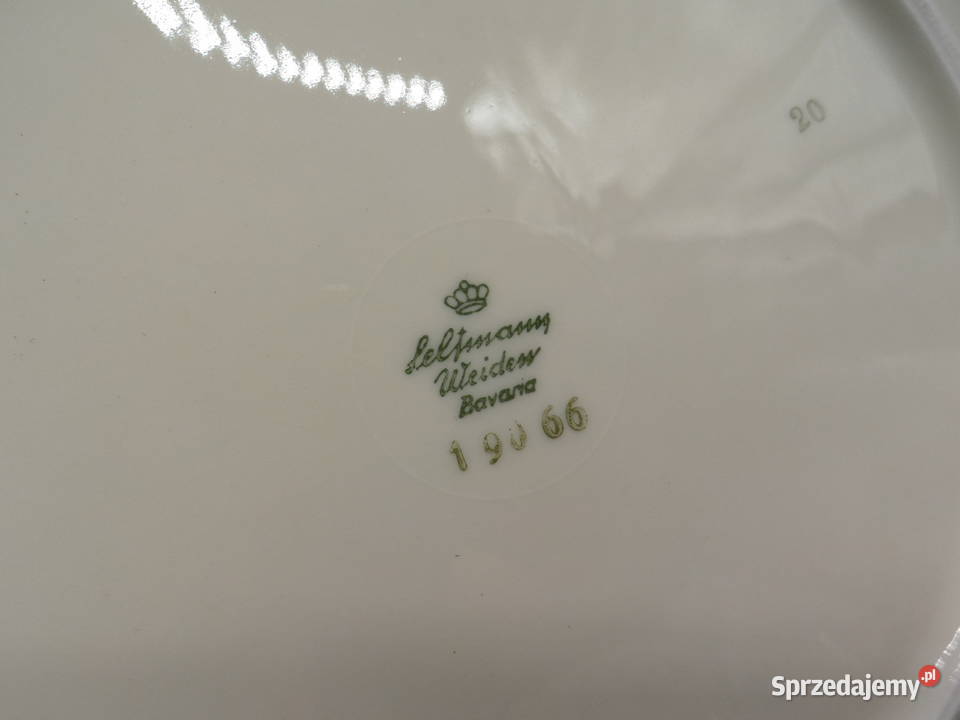 20
Seltmann
Weiden
Bavaria
19066
Sprzedajemy.pl